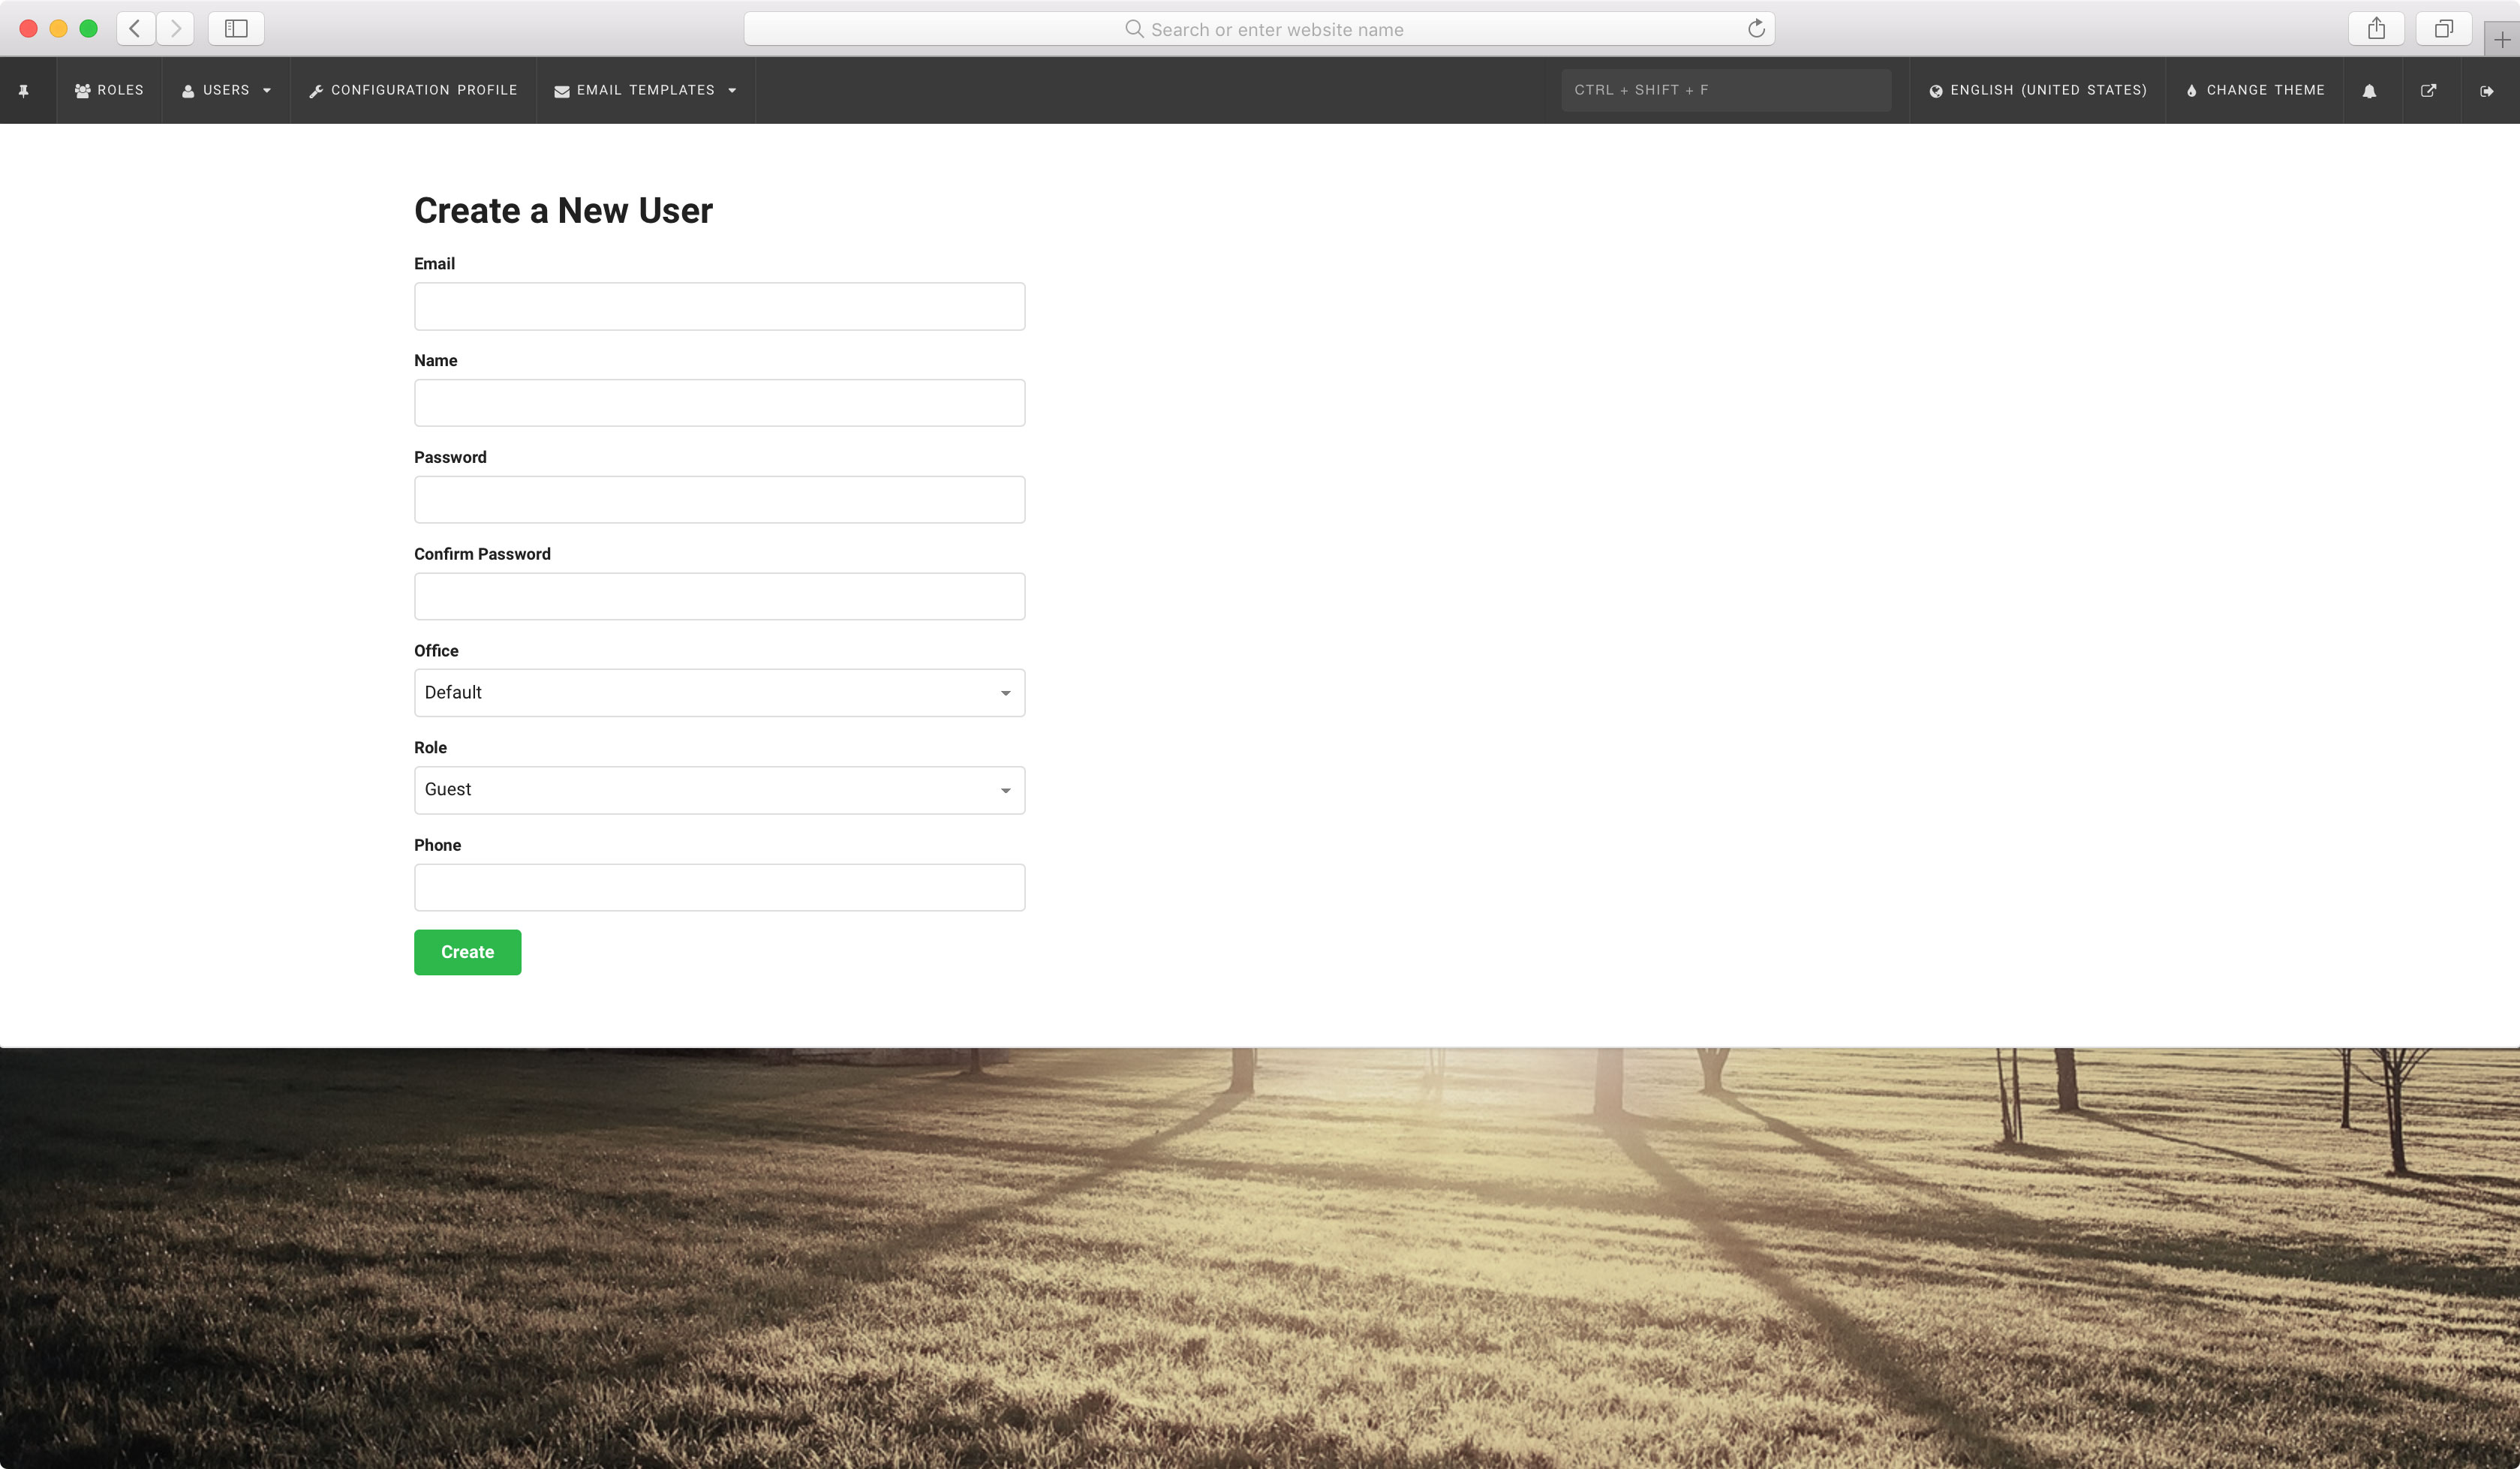 Search or enter website name
ROLES
USERS
CONFIGURATION PROFILE
EMAIL TEMPLATES
CTRL + SHIFT + F
ENGLISH (UNITED STATES)
CHANGE THEME
Create a New User
Email
Name
Password
Confirm Password
Office
Default
Role
Guest
Phone
Create